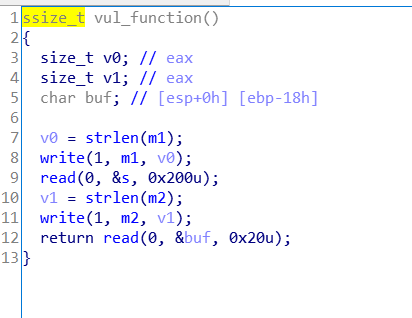 1 ssize_t vul_function()
2 {
3   size_t v0; // eax
4   size_t v1; // eax
5   char buf; // [esp+0h] [ebp-18h]
6
7   v0 = strlen(m1);
8   write(1, m1, v0);
9   read(0, &s, 0x200u);
10   v1 = strlen(m2);
11   write(1, m2, v1);
12   return read(0, &buf, 0x20u);
13 }